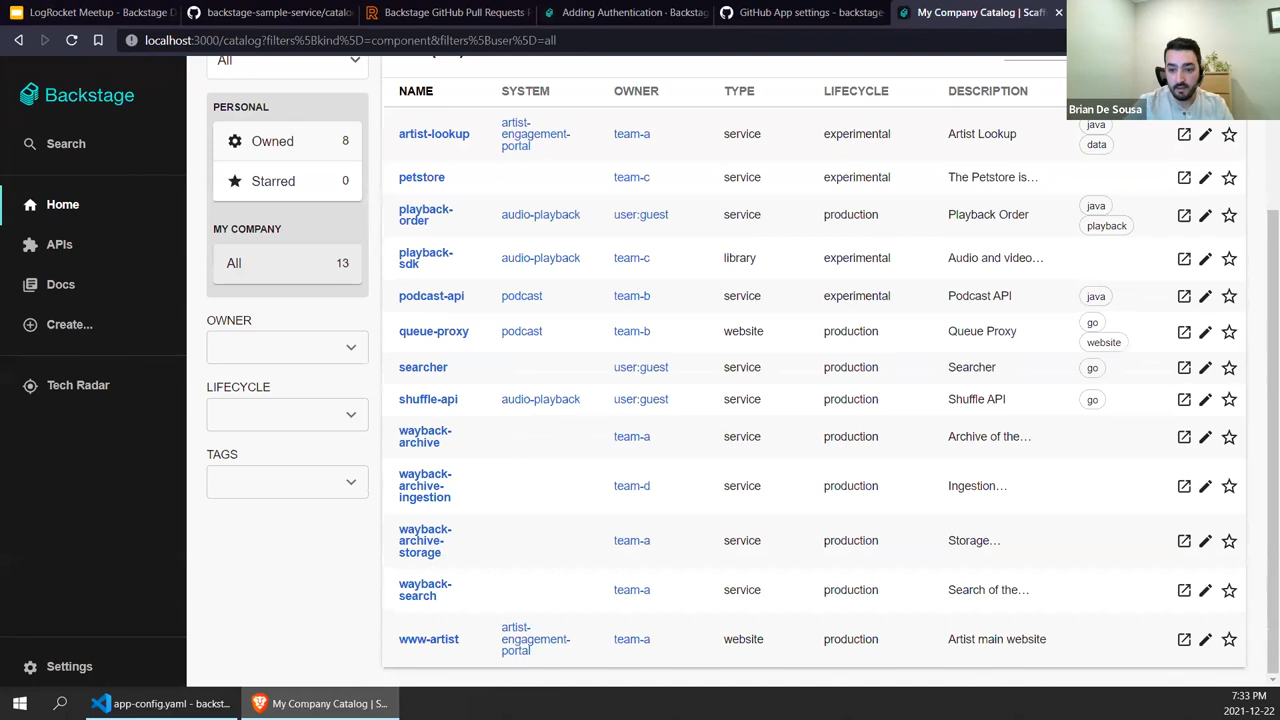 LogRocket Meetup - Backstage D
backstage-sample-service/catalo
Backstage GitHub Pull Requests P
Adding Authentication · Backsta
GitHub App settings - backstage
My Company Catalog | Scaff
localhost:3000/catalog?filters%5Bkind%5D=component&filters%5Buser%5D=all
Brian De Sousa
Backstage
Search
Home
APIs
Docs
Create...
Tech Radar
Settings
All
PERSONAL
Owned 8
Starred 0
MY COMPANY
All 13
OWNER
LIFECYCLE
TAGS
NAME SYSTEM OWNER TYPE LIFECYCLE DESCRIPTION
artist-lookup artist-engagement-portal team-a service experimental Artist Lookup java data
petstore team-c service experimental The Petstore is…
playback-order audio-playback user:guest service production Playback Order java playback
playback-sdk audio-playback team-c library experimental Audio and video…
podcast-api podcast team-b service experimental Podcast API java
queue-proxy podcast team-b website production Queue Proxy go website
searcher user:guest service production Searcher go
shuffle-api audio-playback user:guest service production Shuffle API go
wayback-archive team-a service production Archive of the…
wayback-archive-ingestion team-d service production Ingestion…
wayback-archive-storage team-a service production Storage…
wayback-search team-a service production Search of the…
www-artist artist-engagement-portal team-a website production Artist main website
app-config.yaml - backst...
My Company Catalog | S...
7:33 PM
2021-12-22